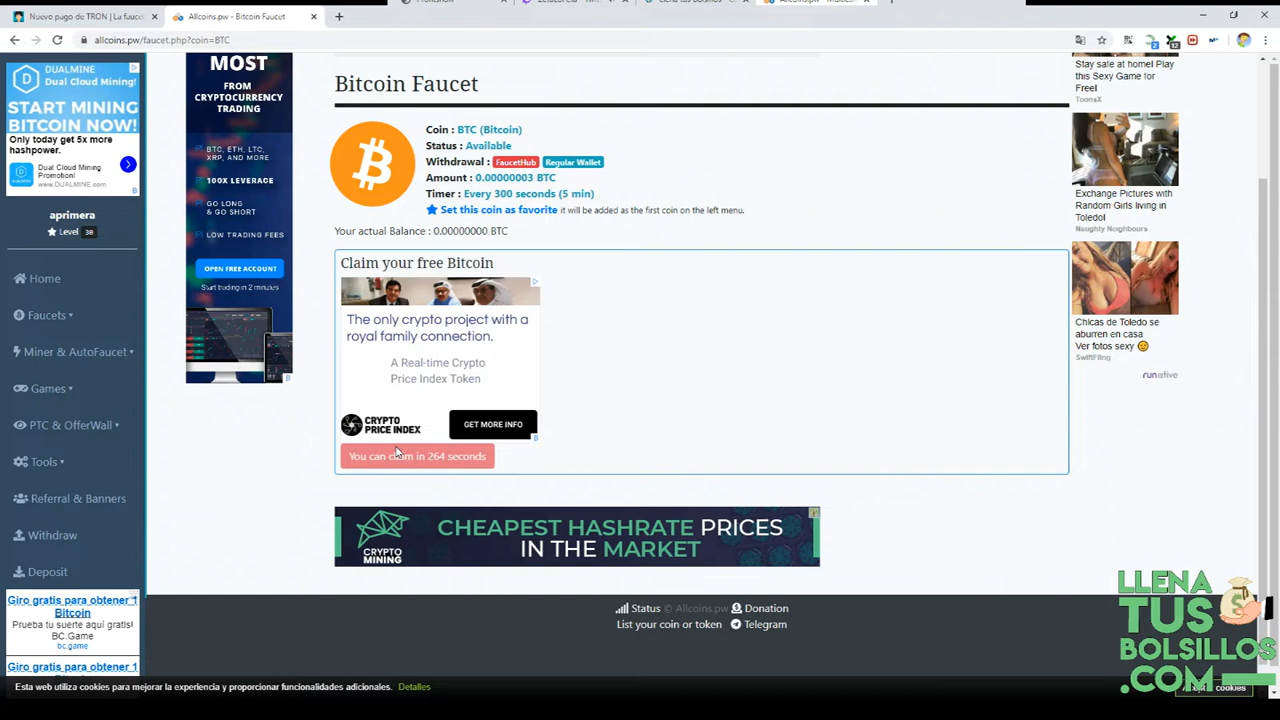 Nuevo pago de TRON | La fauce
Allcoins.pw - Bitcoin Faucet
allcoins.pw/faucet.php?coin=BTC
DUALMINE
Dual Cloud Mining!
START MINING
BITCOIN NOW!
Only today get 5x more
hashpower.
Dual Cloud Mining
Promotion!
www.DUALMINE.com
aprimera
Level 30
Home
Faucets
Miner & AutoFaucet
Games
PTC & OfferWall
Tools
Referral & Banners
Withdraw
Deposit
Giro gratis para obtener 1
Bitcoin
Prueba tu suerte aquí gratis!
BC.Game
bc.game
Giro gratis para obtener 1
MOST
FROM
CRYPTOCURRENCY
TRADING
BTC, ETH, LTC,
XRP, AND MORE
100X LEVERAGE
GO LONG
& GO SHORT
LOW TRADING FEES
OPEN FREE ACCOUNT
Start trading in 2 minutes
Bitcoin Faucet
Coin : BTC (Bitcoin)
Status : Available
Withdrawal : FaucetHub Regular Wallet
Amount : 0.00000003 BTC
Timer : Every 300 seconds (5 min)
Set this coin as favorite it will be added as the first coin on the left menu.
Your actual Balance : 0.00000000 BTC
Claim your free Bitcoin
The only crypto project with a
royal family connection.
A Real-time Crypto
Price Index Token
CRYPTO
PRICE INDEX
GET MORE INFO
You can claim in 264 seconds
CRYPTO
MINING
CHEAPEST HASHRATE PRICES
IN THE MARKET
Status © Allcoins.pw Donation
List your coin or token Telegram
Stay safe at home! Play
this Sexy Game for
Free!
ToonsX
Exchange Pictures with
Random Girls living in
Toledo!
Naughty Neighbours
Chicas de Toledo se
aburren en casa
Ver fotos sexy
SwiftFling
runative
LLENA
TUS
BOLSILLOS
.COM
Esta web utiliza cookies para mejorar la experiencia y proporcionar funcionalidades adicionales. Detalles
cookies